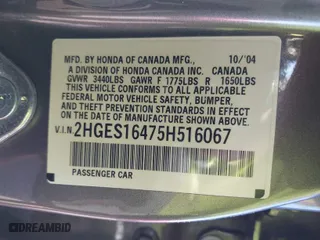 MFD. BY HONDA OF CANADA MFG., 10/'04
A DIVISION OF HONDA CANADA INC. CANADA
GVWR 3440LBS GAWR F 1775LBS R 1650LBS
THIS VEHICLE CONFORMS TO ALL APPLICABLE
FEDERAL MOTOR VEHICLE SAFETY, BUMPER,
AND THEFT PREVENTION STANDARDS IN EFFECT
ON THE DATE OF MANUFACTURE SHOWN ABOVE.
V.I.N. 2HGES16475H516067
PASSENGER CAR
DREAMBID